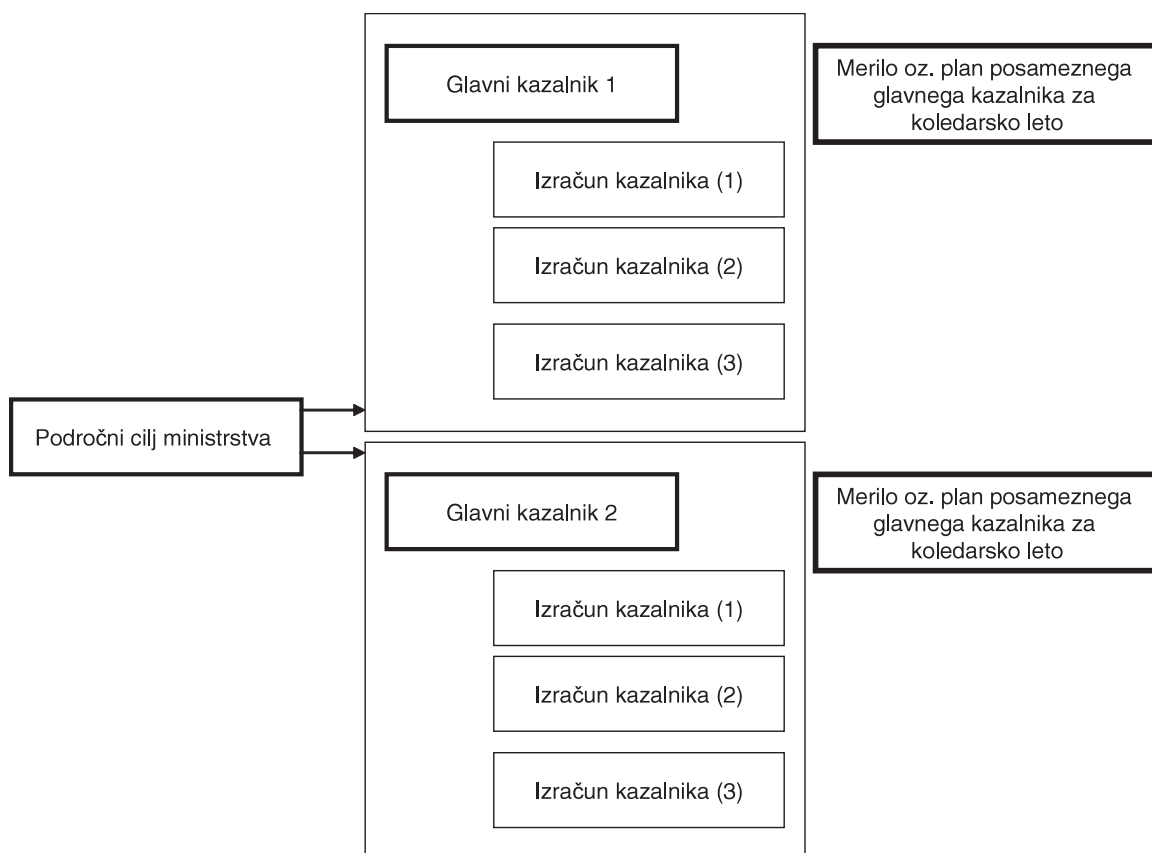 Glavni kazalnik 1
Merilo oz. plan posameznega
glavnega kazalnika za
koledarsko leto
Izračun kazalnika (1)
Izračun kazalnika (2)
Izračun kazalnika (3)
Področni cilj ministrstva
Glavni kazalnik 2
Merilo oz. plan posameznega
glavnega kazalnika za
koledarsko leto
Izračun kazalnika (1)
Izračun kazalnika (2)
Izračun kazalnika (3)